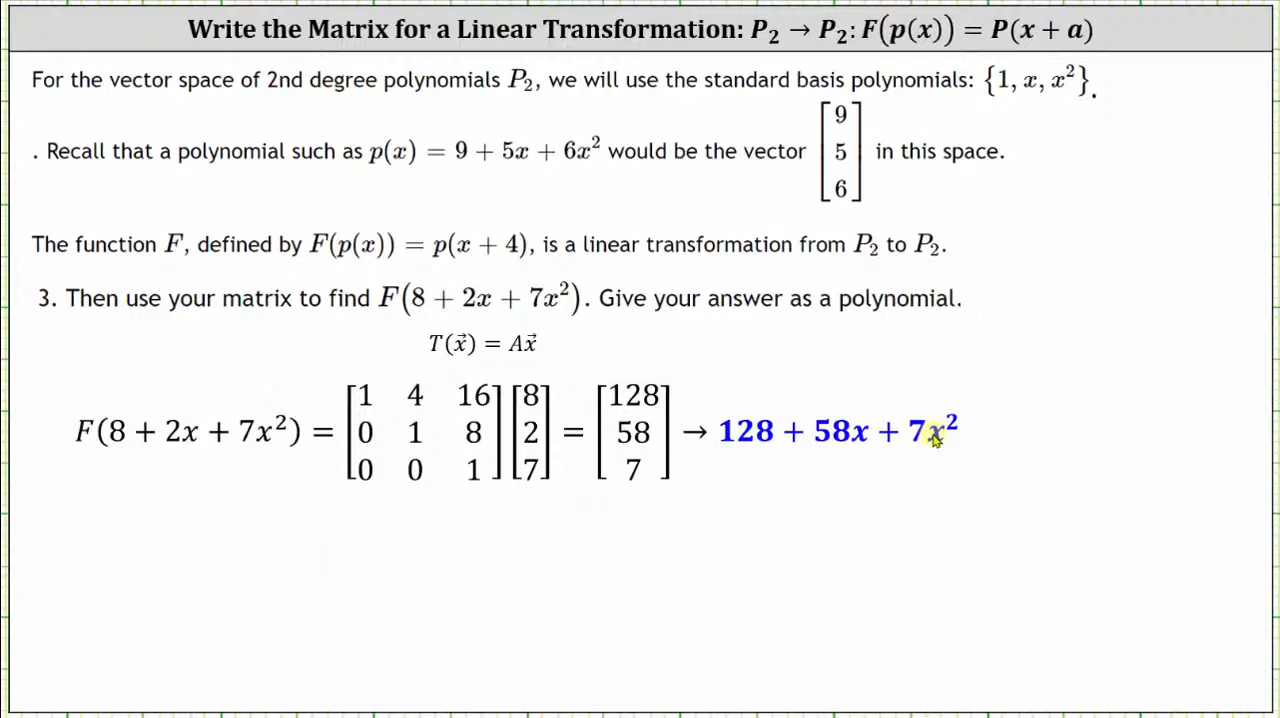 Write the Matrix for a Linear Transformation: P₂ → P₂: F(p(x)) = P(x + a)
For the vector space of 2nd degree polynomials P₂, we will use the standard basis polynomials: {1, x, x²}.
. Recall that a polynomial such as p(x) = 9 + 5x + 6x² would be the vector [9 5 6] in this space.
The function F, defined by F(p(x)) = p(x + 4), is a linear transformation from P₂ to P₂.
3. Then use your matrix to find F(8 + 2x + 7x²). Give your answer as a polynomial.
T(x⃗) = Ax⃗
F(8 + 2x + 7x²) = [1 4 16; 0 1 8; 0 0 1] [8; 2; 7] = [128; 58; 7] → 128 + 58x + 7x²